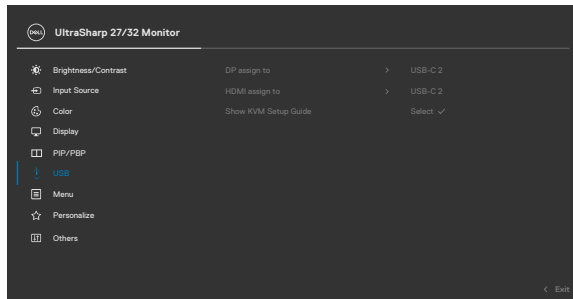 DELL UltraSharp 27/32 Monitor
Brightness/Contrast DP assign to > USB-C 2
Input Source HDMI assign to > USB-C 2
Color Show KVM Setup Guide Select ✓
Display
PIP/PBP
USB
Menu
Personalize
Others
< Exit